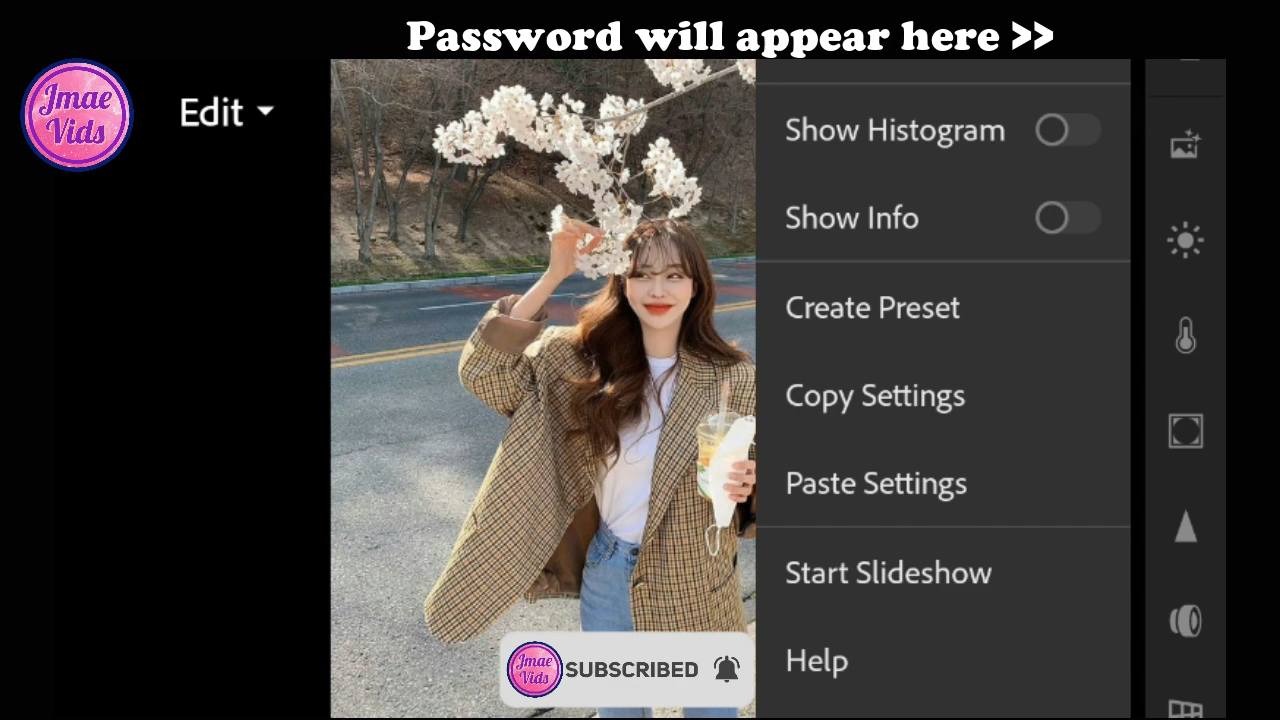 Password will appear here >>
Jmae
Vids
Edit
Show Histogram
Show Info
Create Preset
Copy Settings
Paste Settings
Start Slideshow
Help
Jmae
Vids
SUBSCRIBED